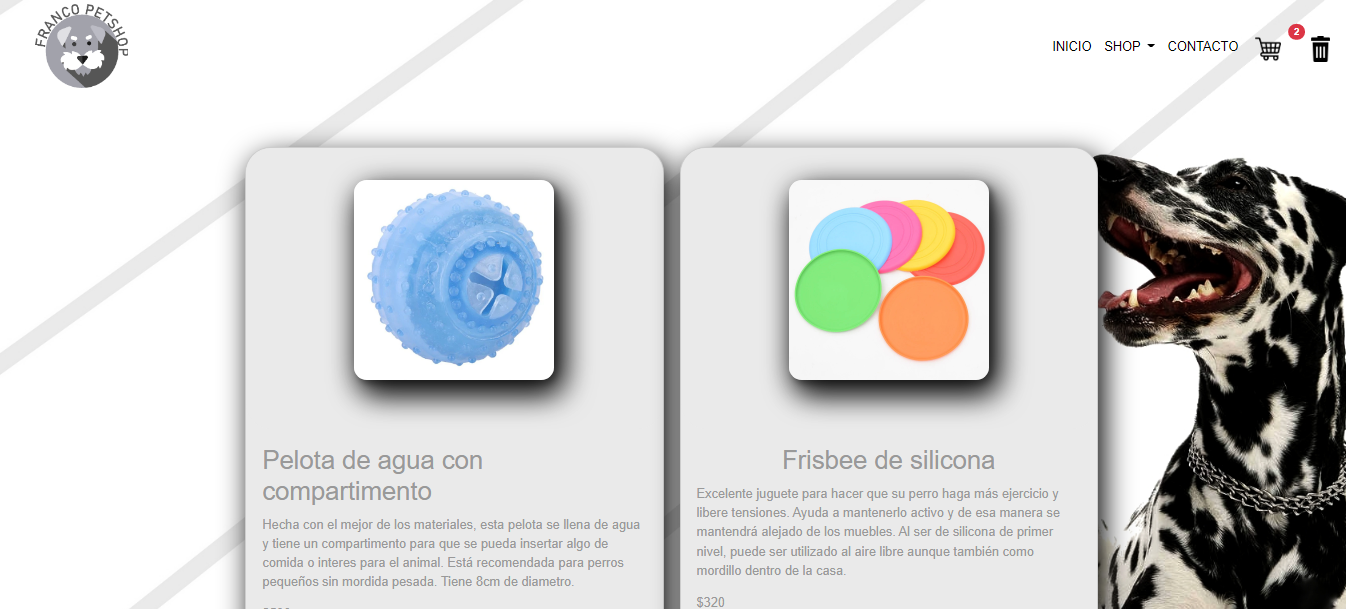 FRANCO PETSHOP
INICIO SHOP CONTACTO 2
Pelota de agua con
compartimento
Hecha con el mejor de los materiales, esta pelota se llena de agua
y tiene un compartimento para que se pueda insertar algo de
comida o interes para el animal. Está recomendada para perros
pequeños sin mordida pesada. Tiene 8cm de diametro.
Frisbee de silicona
Excelente juguete para hacer que su perro haga más ejercicio y
libere tensiones. Ayuda a mantenerlo activo y de esa manera se
mantendrá alejado de los muebles. Al ser de silicona de primer
nivel, puede ser utilizado al aire libre aunque también como
mordillo dentro de la casa.
$320